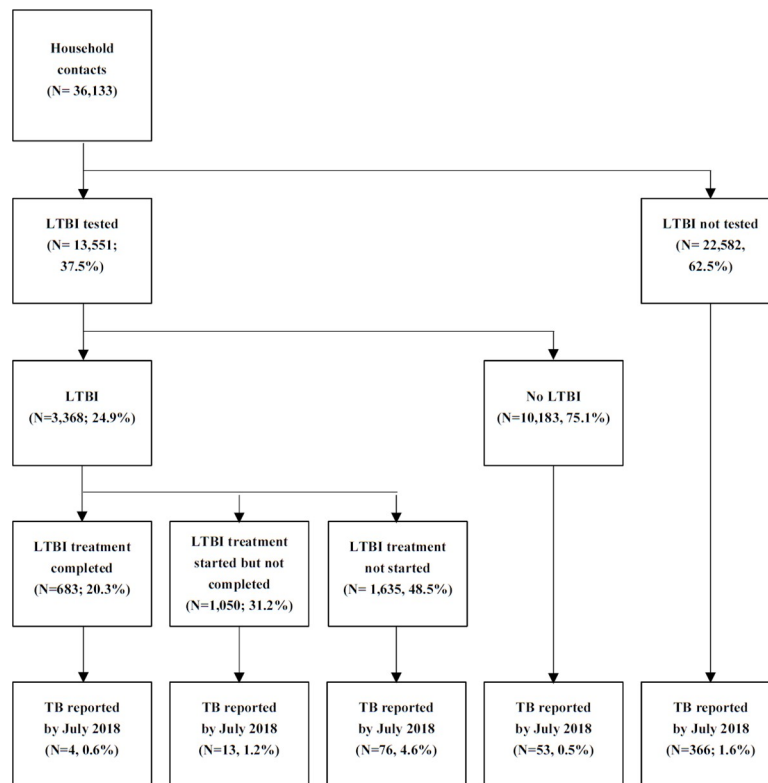 Household
contacts
(N= 36,133)
LTBI tested
(N= 13,551;
37.5%)
LTBI not tested
(N= 22,582,
62.5%)
LTBI
(N=3,368; 24.9%)
No LTBI
(N=10,183, 75.1%)
LTBI treatment
completed
(N=683; 20.3%)
LTBI treatment
started but not
completed
(N=1,050; 31.2%)
LTBI treatment
not started
(N= 1,635, 48.5%)
TB reported
by July 2018
(N=4, 0.6%)
TB reported
by July 2018
(N=13, 1.2%)
TB reported
by July 2018
(N=76, 4.6%)
TB reported
by July 2018
(N=53, 0.5%)
TB reported
by July 2018
(N=366; 1.6%)